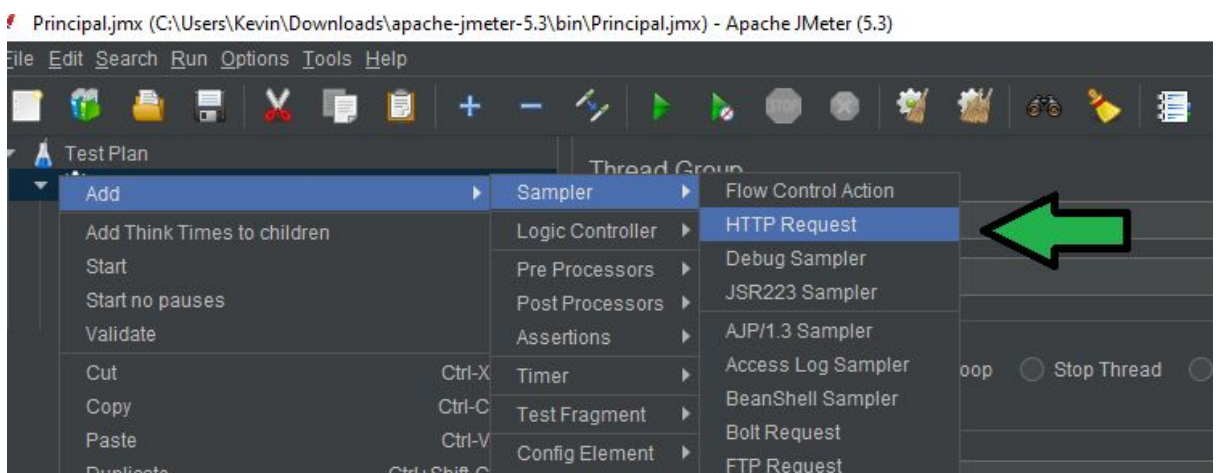 Principal.jmx (C:\Users\Kevin\Downloads\apache-jmeter-5.3\bin\Principal.jmx) - Apache JMeter (5.3)
File Edit Search Run Options Tools Help
STOP
Test Plan
Thread Group
Add
Add Think Times to children
Start
Start no pauses
Validate
Cut Ctrl-X
Copy Ctrl-C
Paste Ctrl-V
Duplicate Ctrl+Shift-C
Sampler
Logic Controller
Pre Processors
Post Processors
Assertions
Timer
Test Fragment
Config Element
Flow Control Action
HTTP Request
Debug Sampler
JSR223 Sampler
AJP/1.3 Sampler
Access Log Sampler
BeanShell Sampler
Bolt Request
FTP Request
oop Stop Thread